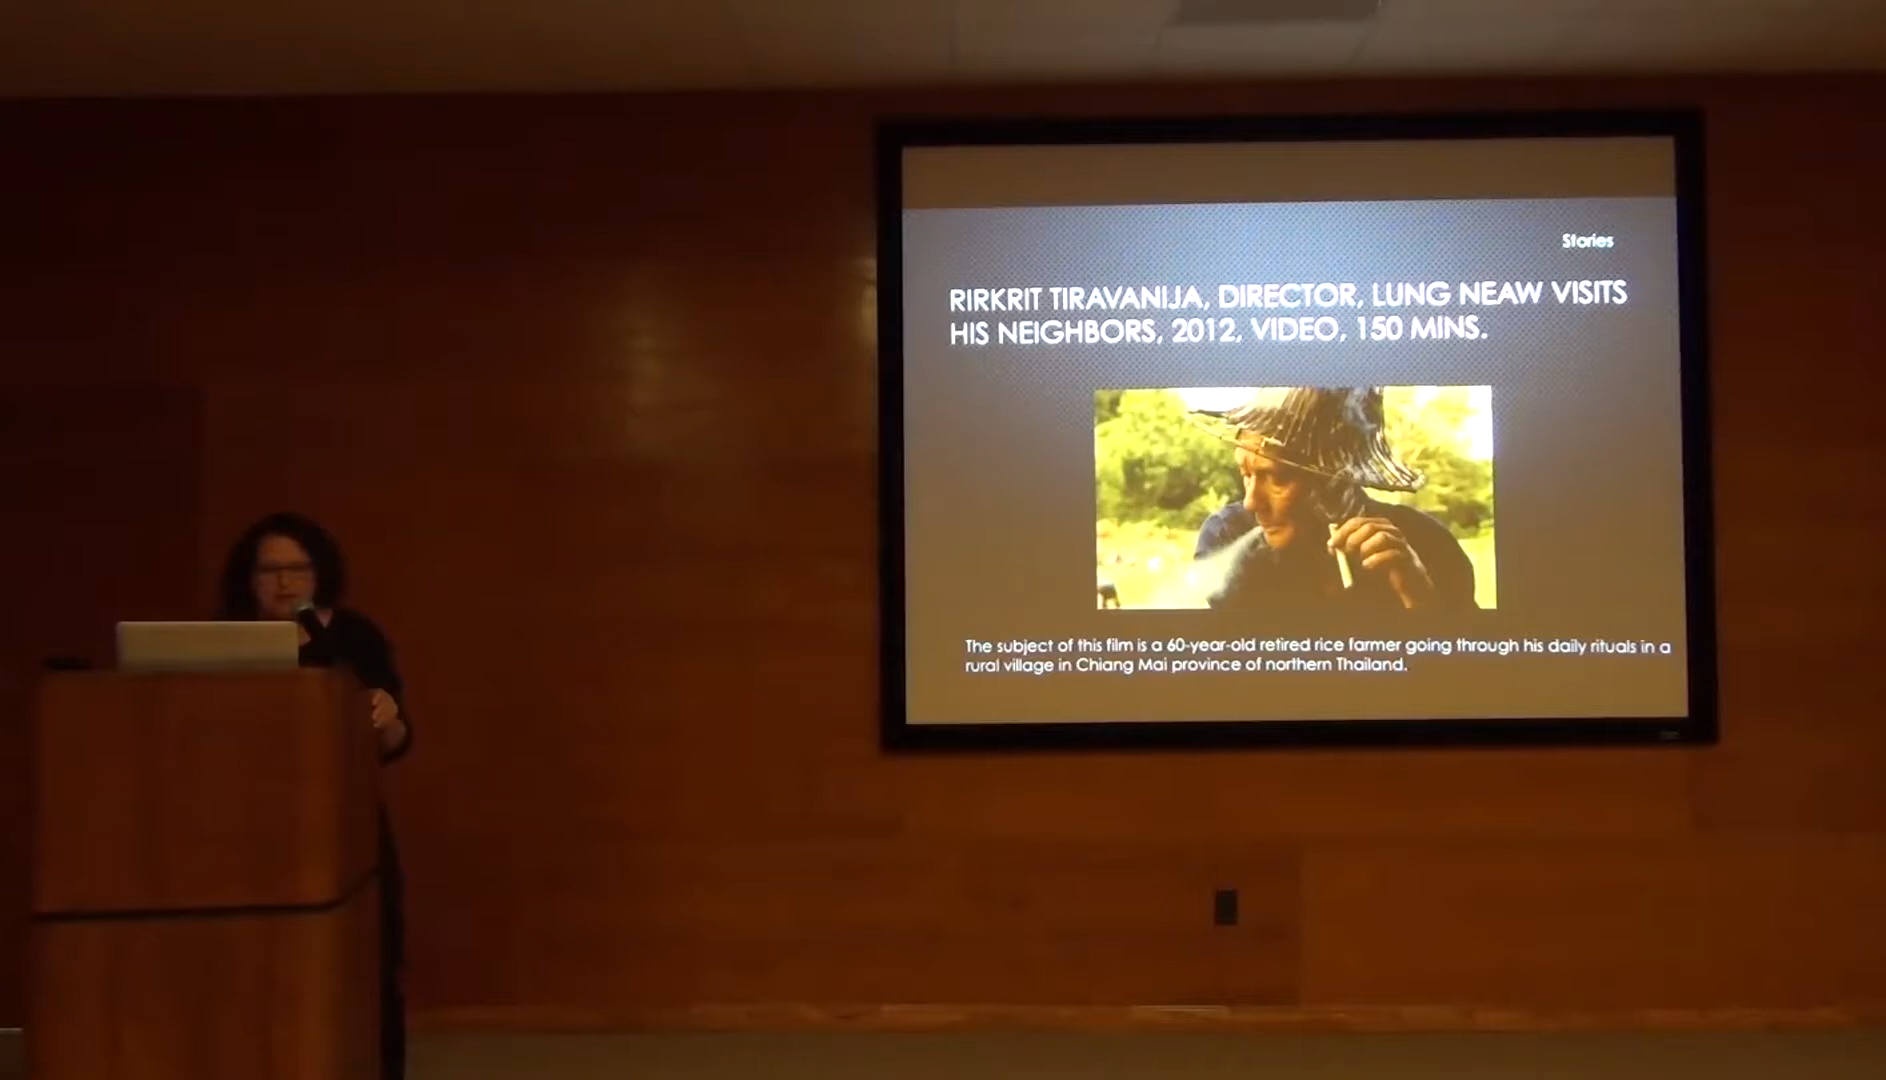 Stories
RIRKRIT TIRAVANIJA, DIRECTOR, LUNG NEAW VISITS
HIS NEIGHBORS, 2012, VIDEO, 150 MINS.
The subject of this film is a 60-year-old retired rice farmer going through his daily rituals in a
rural village in Chiang Mai province of northern Thailand.